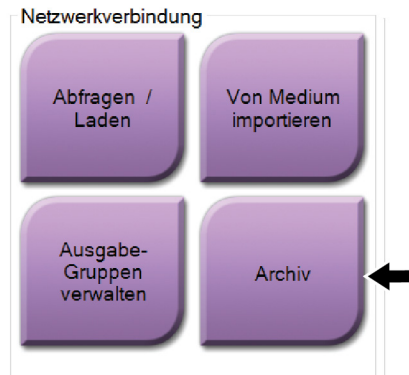 Netzwerkverbindung
Abfragen /
Laden
Von Medium
importieren
Ausgabe-
Gruppen
verwalten
Archiv